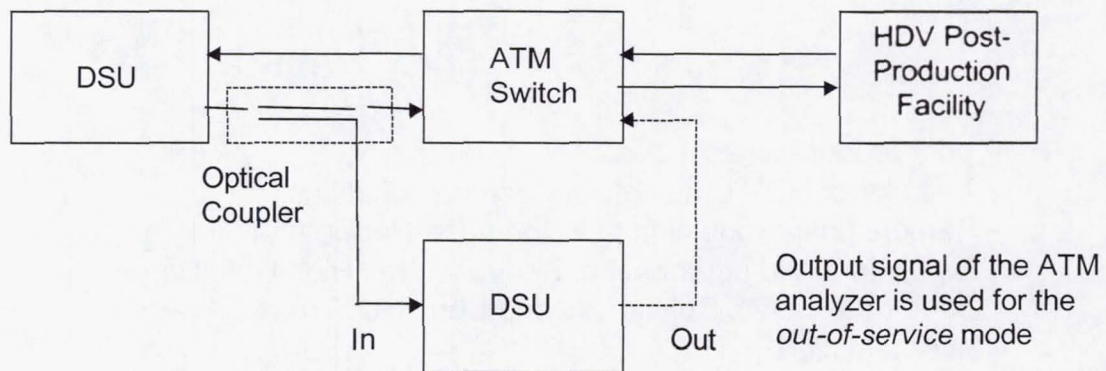 DSU
ATM
Switch
HDV Post-
Production
Facility
Optical
Coupler
DSU
In
Out
Output signal of the ATM
analyzer is used for the
out-of-service mode